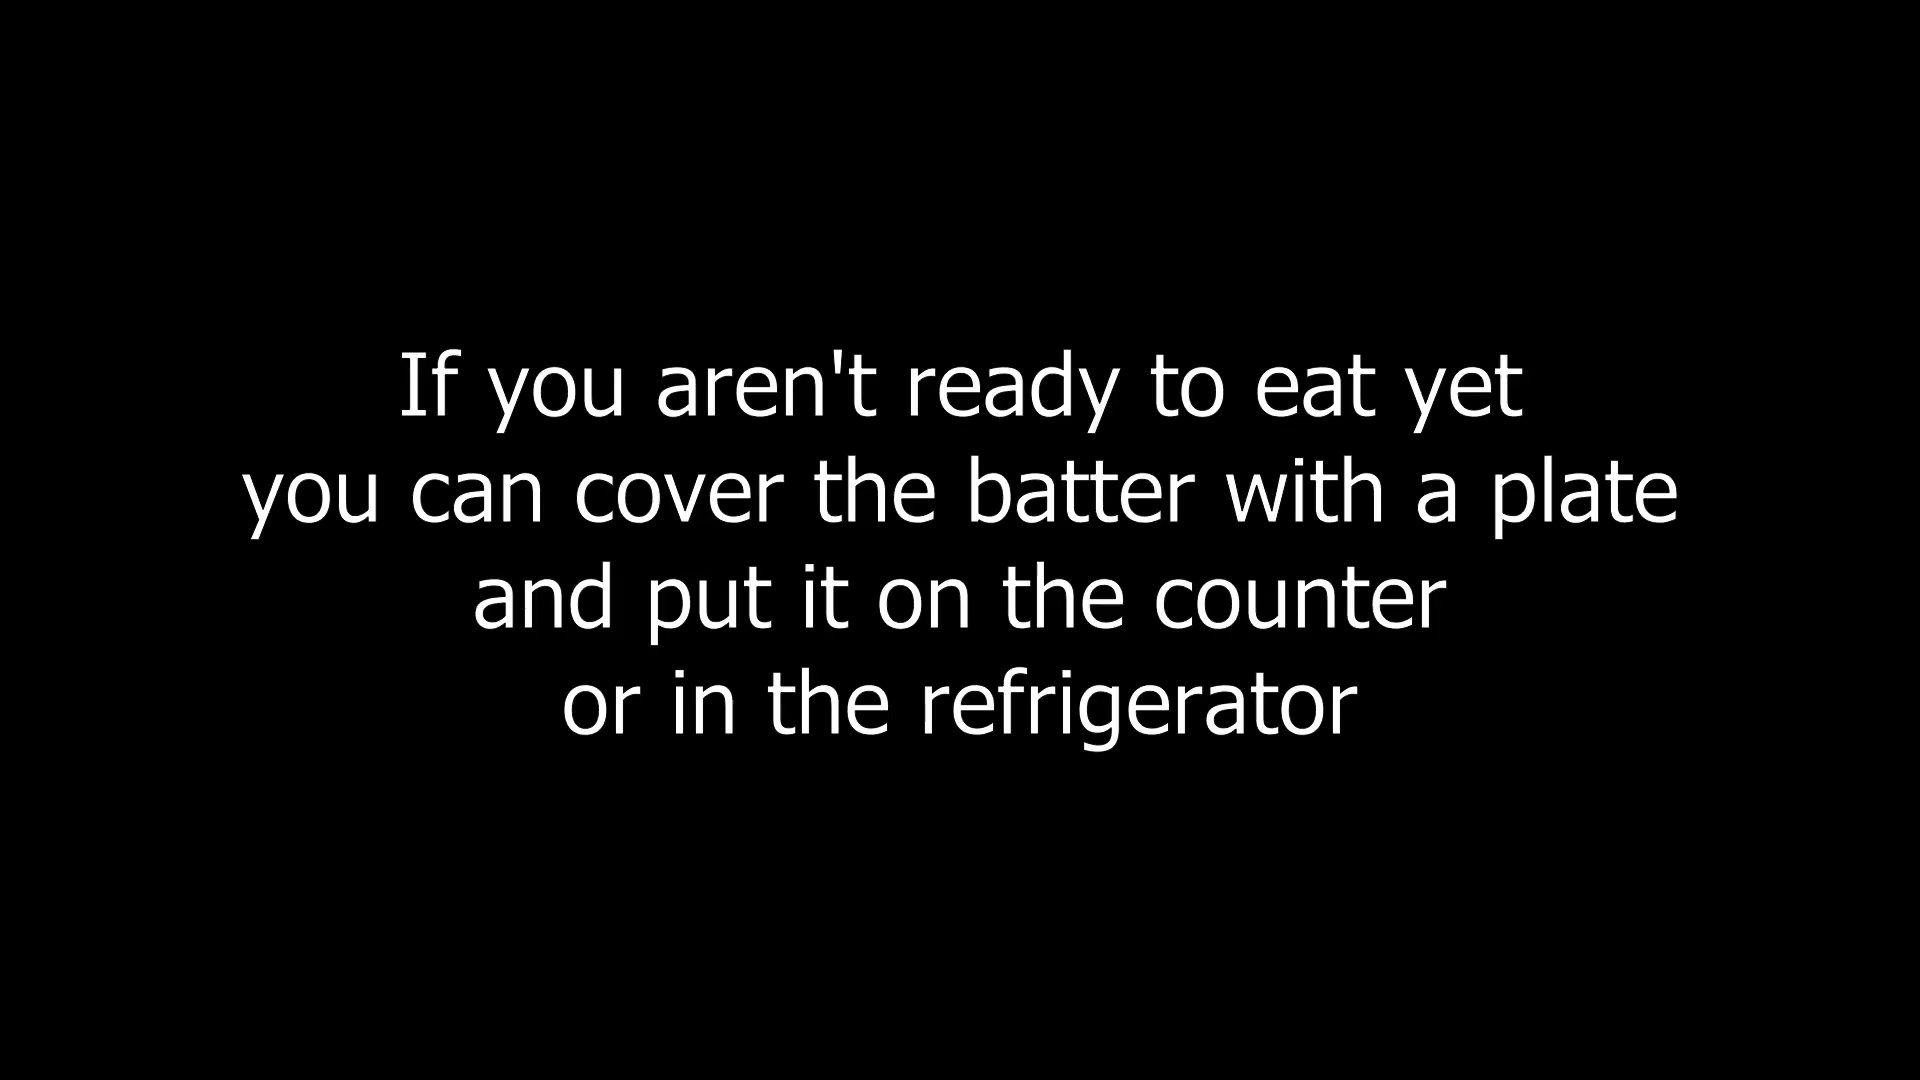 If you aren't ready to eat yet
you can cover the batter with a plate
and put it on the counter
or in the refrigerator